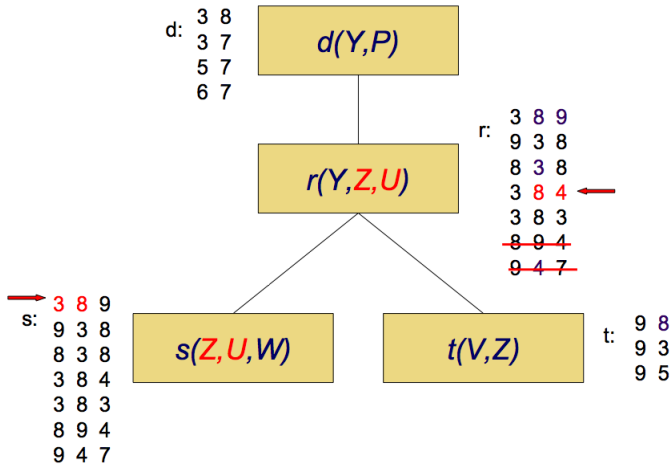 d:
3 8
3 7
5 7
6 7
d(Y,P)
r:
3 8 9
9 3 8
8 3 8
3 8 4
3 8 3
8 9 4
9 4 7
r(Y,Z,U)
s:
3 8 9
9 3 8
8 3 8
3 8 4
3 8 3
8 9 4
9 4 7
s(Z,U,W)
t(V,Z)
t:
9 8
9 3
9 5